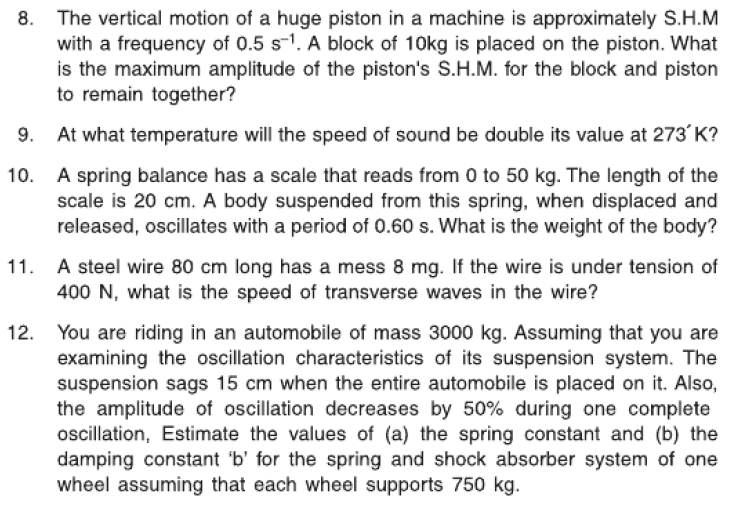 8. The vertical motion of a huge piston in a machine is approximately S.H.M
with a frequency of 0.5 s⁻¹. A block of 10kg is placed on the piston. What
is the maximum amplitude of the piston's S.H.M. for the block and piston
to remain together?
9. At what temperature will the speed of sound be double its value at 273´K?
10. A spring balance has a scale that reads from 0 to 50 kg. The length of the
scale is 20 cm. A body suspended from this spring, when displaced and
released, oscillates with a period of 0.60 s. What is the weight of the body?
11. A steel wire 80 cm long has a mess 8 mg. If the wire is under tension of
400 N, what is the speed of transverse waves in the wire?
12. You are riding in an automobile of mass 3000 kg. Assuming that you are
examining the oscillation characteristics of its suspension system. The
suspension sags 15 cm when the entire automobile is placed on it. Also,
the amplitude of oscillation decreases by 50% during one complete
oscillation, Estimate the values of (a) the spring constant and (b) the
damping constant ‘b’ for the spring and shock absorber system of one
wheel assuming that each wheel supports 750 kg.